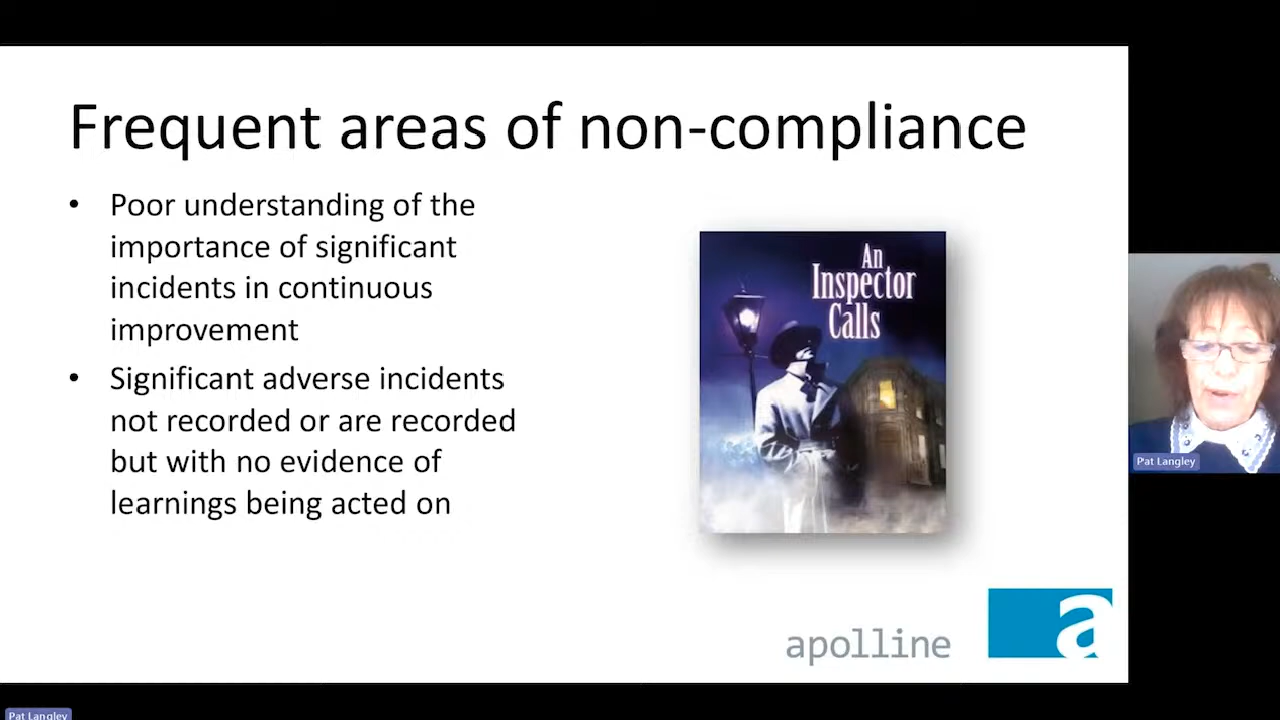 Frequent areas of non-compliance
• Poor understanding of the
importance of significant
incidents in continuous
improvement
• Significant adverse incidents
not recorded or are recorded
but with no evidence of
learnings being acted on
An
Inspector
Calls
apolline
a
Pat Langley
Pat Langley